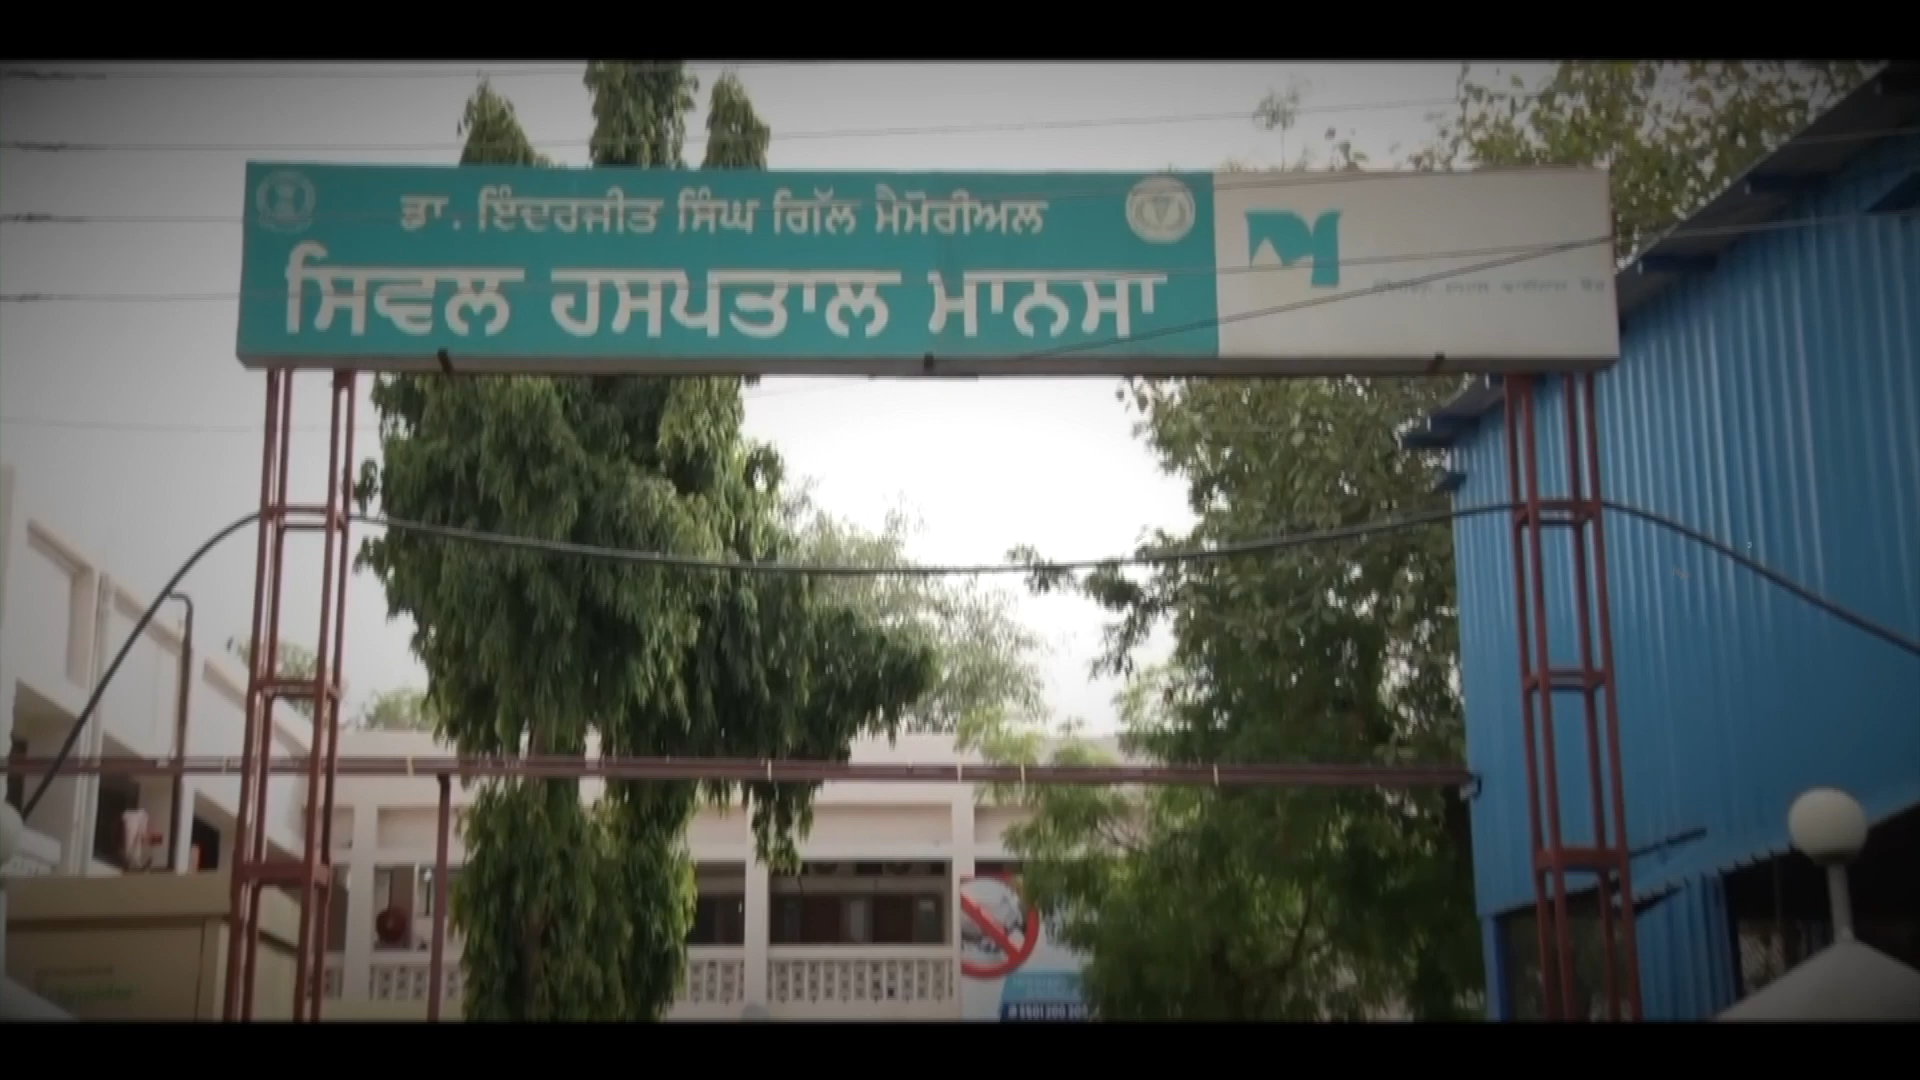 ਡਾ. ਇੰਦਰਜੀਤ ਸਿੰਘ ਗਿੱਲ ਮੈਮੋਰੀਅਲ
ਸਿਵਲ ਹਸਪਤਾਲ ਮਾਨਸਾ